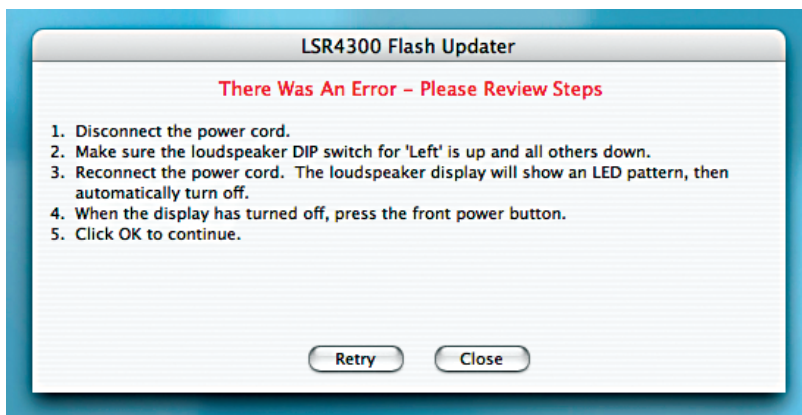 LSR4300 Flash Updater
There Was An Error – Please Review Steps
1. Disconnect the power cord.
2. Make sure the loudspeaker DIP switch for 'Left' is up and all others down.
3. Reconnect the power cord.  The loudspeaker display will show an LED pattern, then
automatically turn off.
4. When the display has turned off, press the front power button.
5. Click OK to continue.
Retry Close